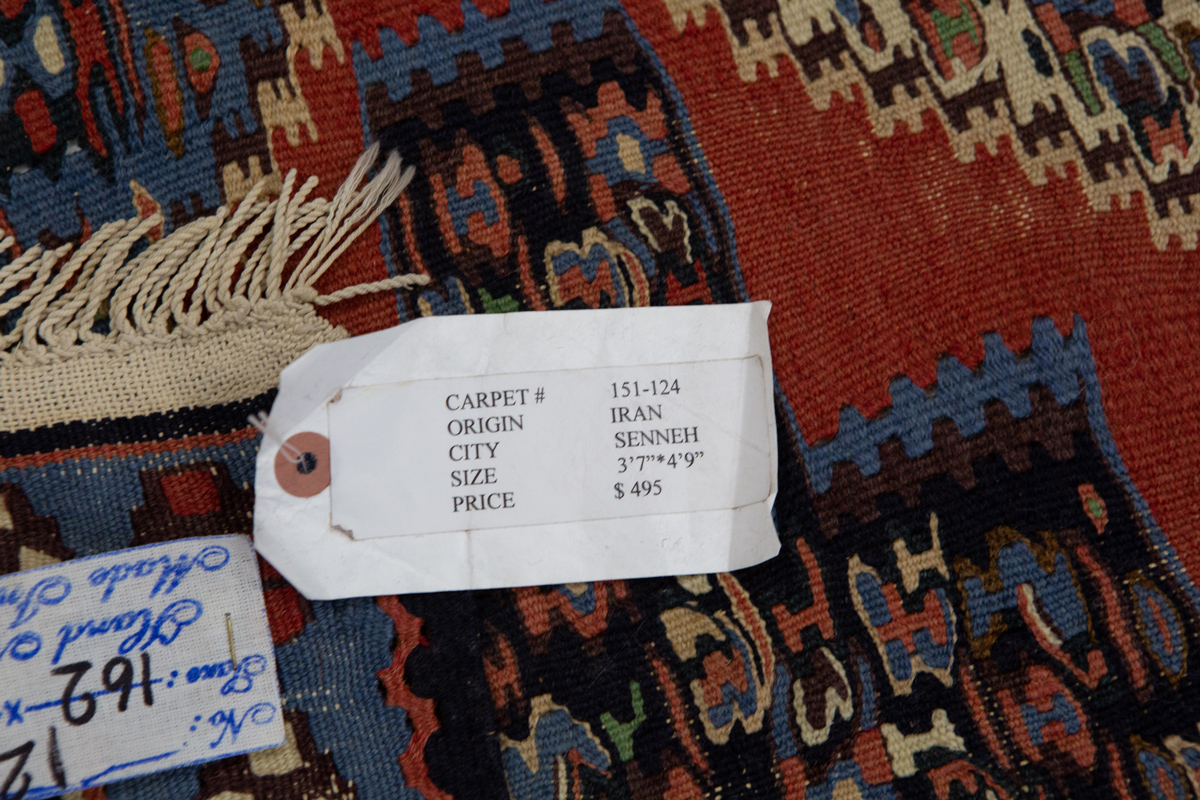 CARPET # 151-124
ORIGIN IRAN
CITY SENNEH
SIZE 3'7"*4'9"
PRICE $ 495
No:
162 x
Hand
Made